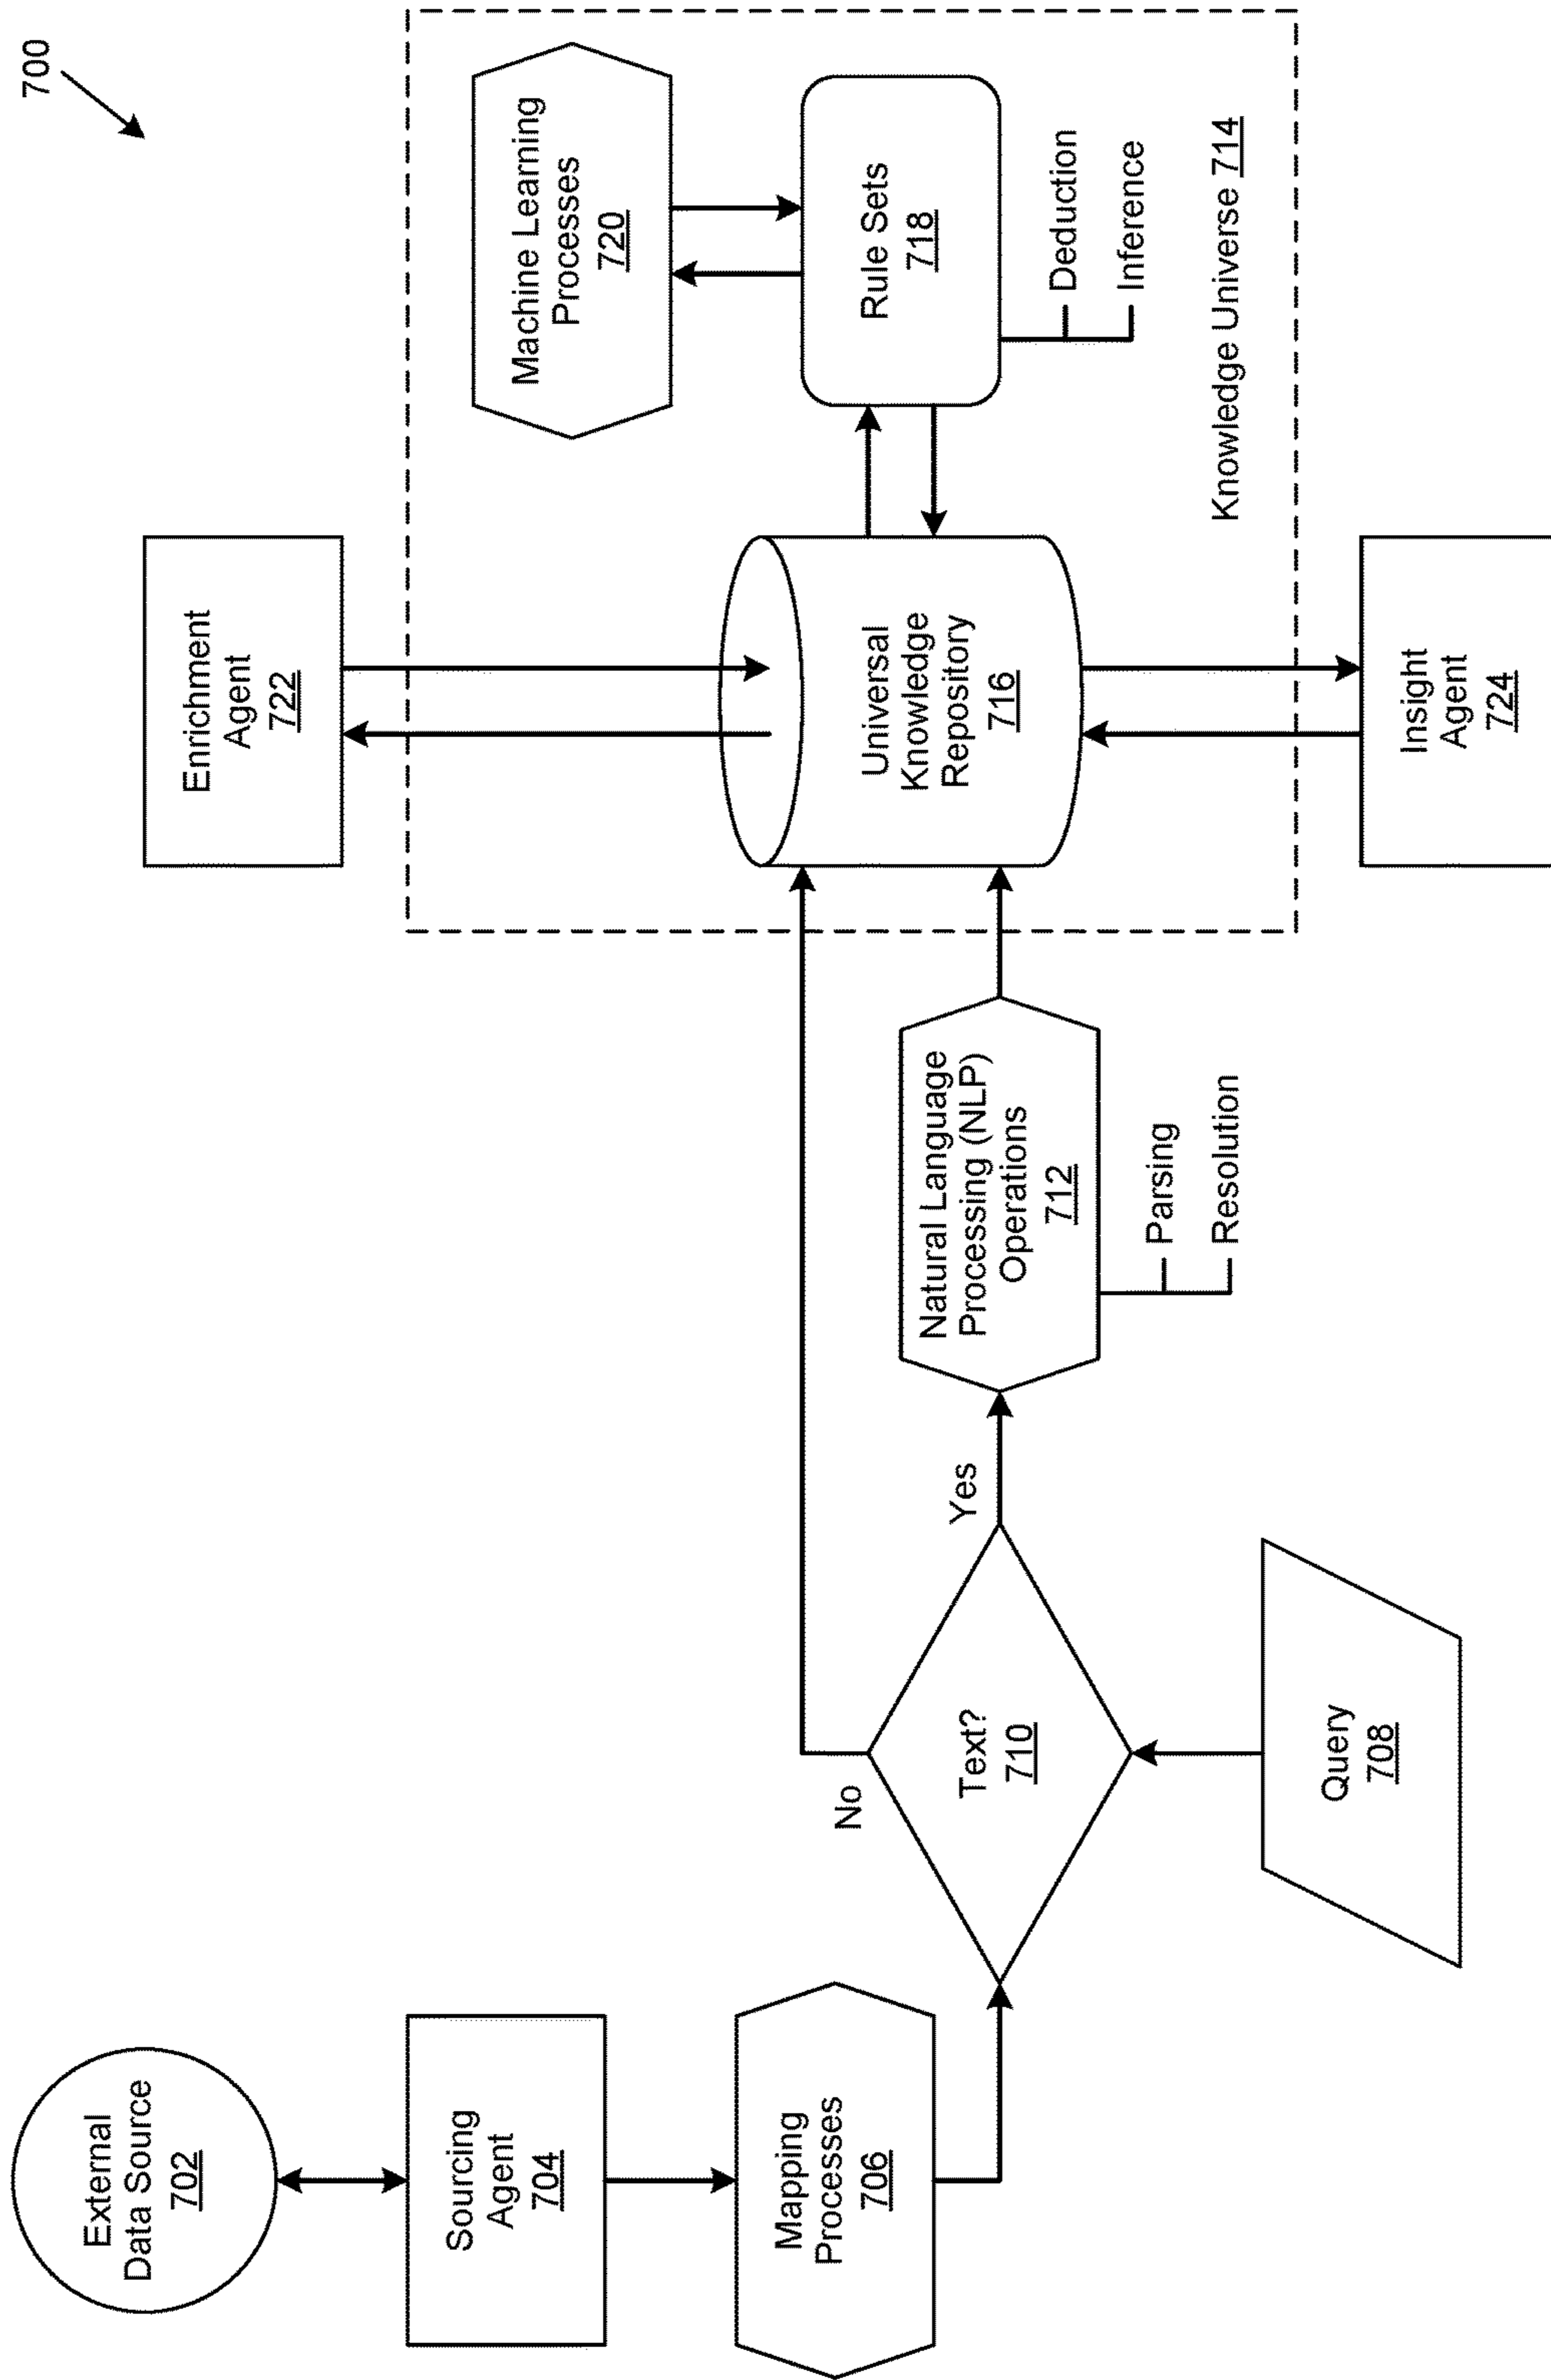 700
External
Data Source
702
Sourcing
Agent
704
Mapping
Processes
706
Query
708
Text?
710
No
Yes
Natural Language
Processing (NLP)
Operations
712
Parsing
Resolution
Enrichment
Agent
722
Universal
Knowledge
Repository
716
Insight
Agent
724
Machine Learning
Processes
720
Rule Sets
718
Deduction
Inference
Knowledge Universe 714